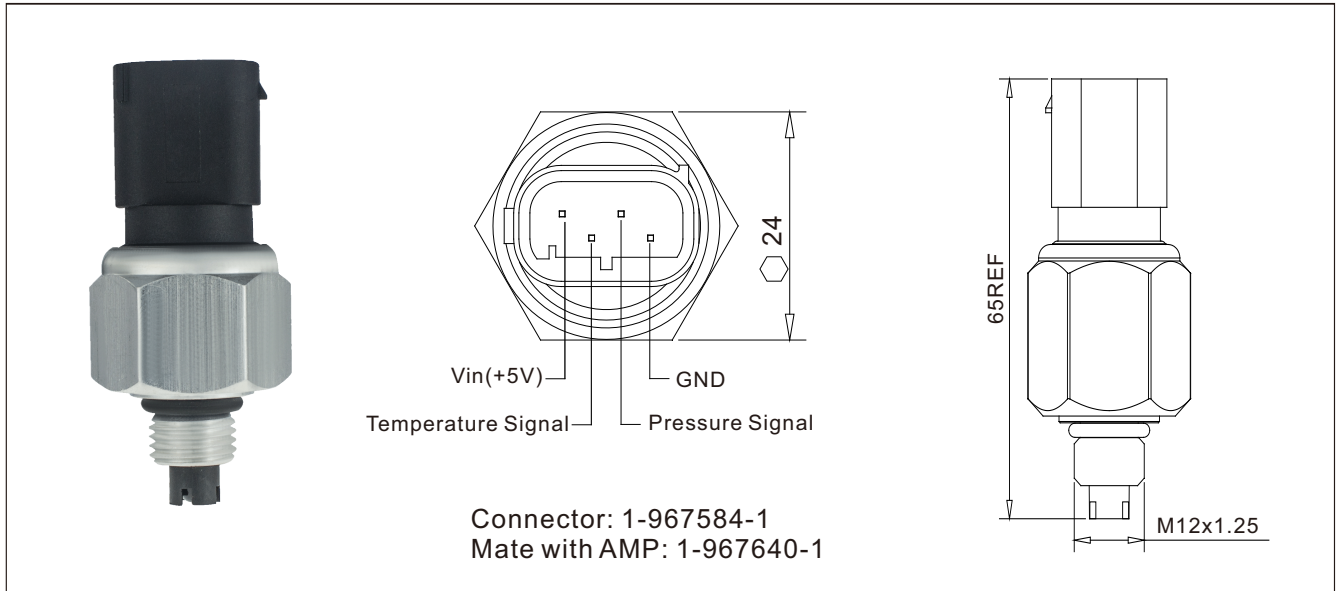 24
65REF
Vin(+5V)
GND
Temperature Signal
Pressure Signal
M12x1.25
Connector: 1-967584-1
Mate with AMP: 1-967640-1